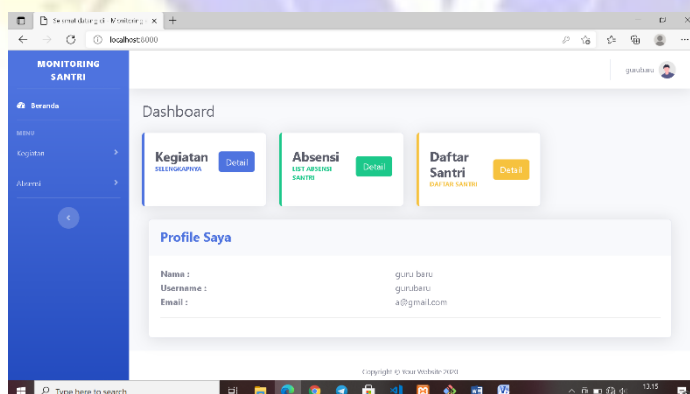 Selamat datang di - Monitoring
localhost:8000
MONITORING
SANTRI
gurubaru
Beranda
Dashboard
MENU
Kegiatan
Absensi
Kegiatan
SELENGKAPNYA
Detail
Absensi
LIST ABSENSI
SANTRI
Detail
Daftar
Santri
DAFTAR SANTRI
Detail
Profile Saya
Nama : guru baru
Username : gurubaru
Email : a@gmail.com
Copyright © Your Website 2020
Type here to search
13.15